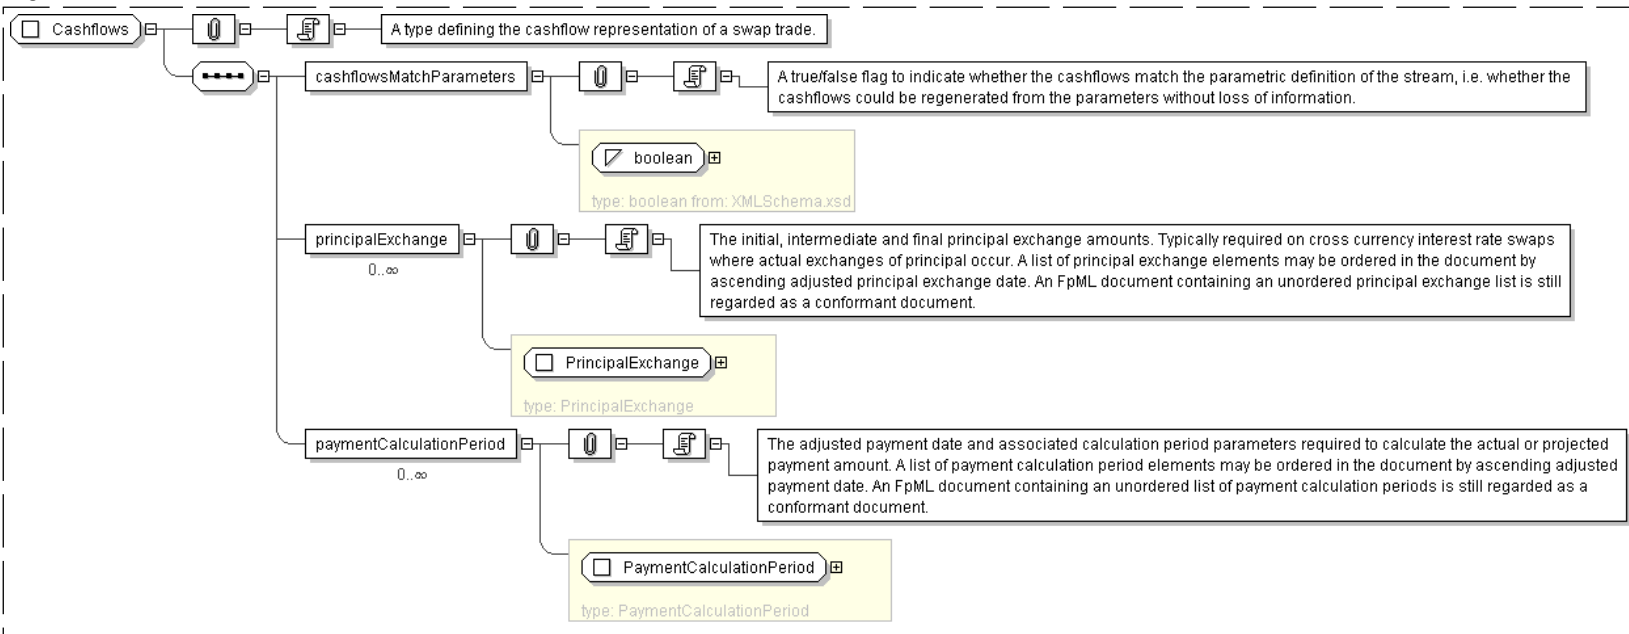 Cashflows
A type defining the cashflow representation of a swap trade.
cashflowsMatchParameters
A true/false flag to indicate whether the cashflows match the parametric definition of the stream, i.e. whether the
cashflows could be regenerated from the parameters without loss of information.
boolean
type: boolean from: XMLSchema.xsd
principalExchange
0..∞
The initial, intermediate and final principal exchange amounts. Typically required on cross currency interest rate swaps
where actual exchanges of principal occur. A list of principal exchange elements may be ordered in the document by
ascending adjusted principal exchange date. An FpML document containing an unordered principal exchange list is still
regarded as a conformant document.
PrincipalExchange
type: PrincipalExchange
paymentCalculationPeriod
0..∞
The adjusted payment date and associated calculation period parameters required to calculate the actual or projected
payment amount. A list of payment calculation period elements may be ordered in the document by ascending adjusted
payment date. An FpML document containing an unordered list of payment calculation periods is still regarded as a
conformant document.
PaymentCalculationPeriod
type: PaymentCalculationPeriod